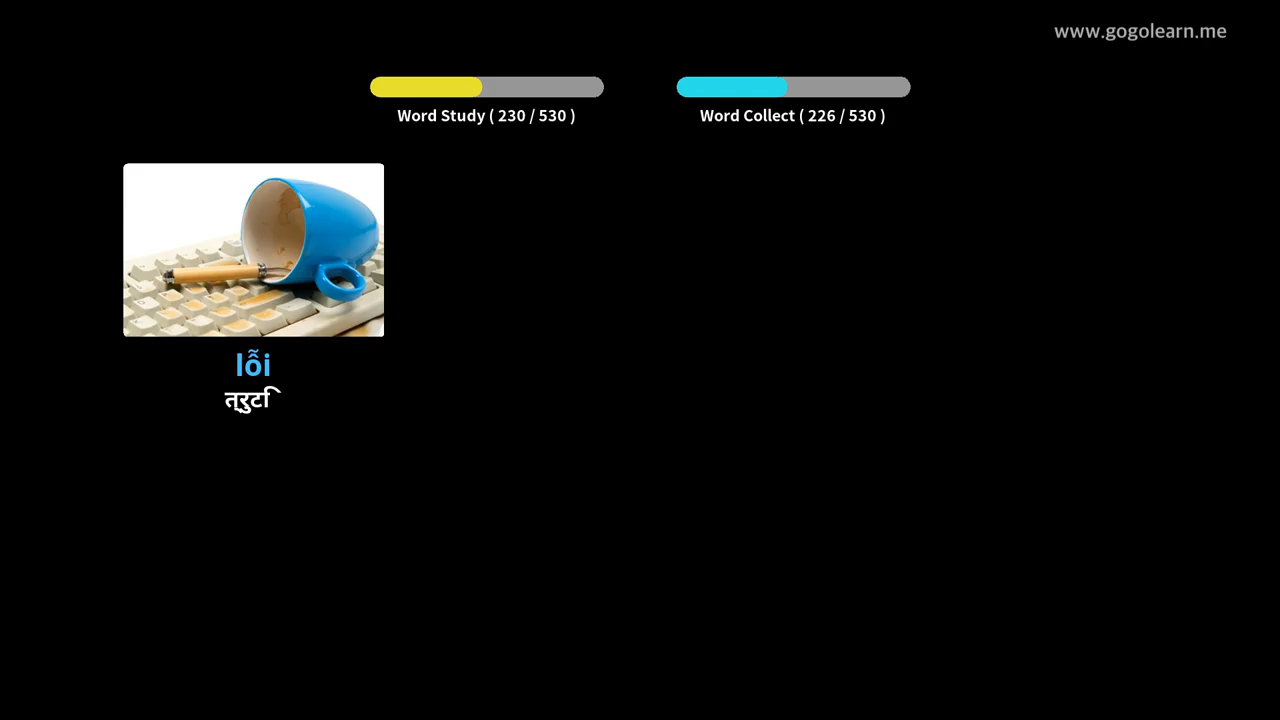 www.gogolearn.me
Word Study ( 230 / 530 )
Word Collect ( 226 / 530 )
lỗi
त्रुटि